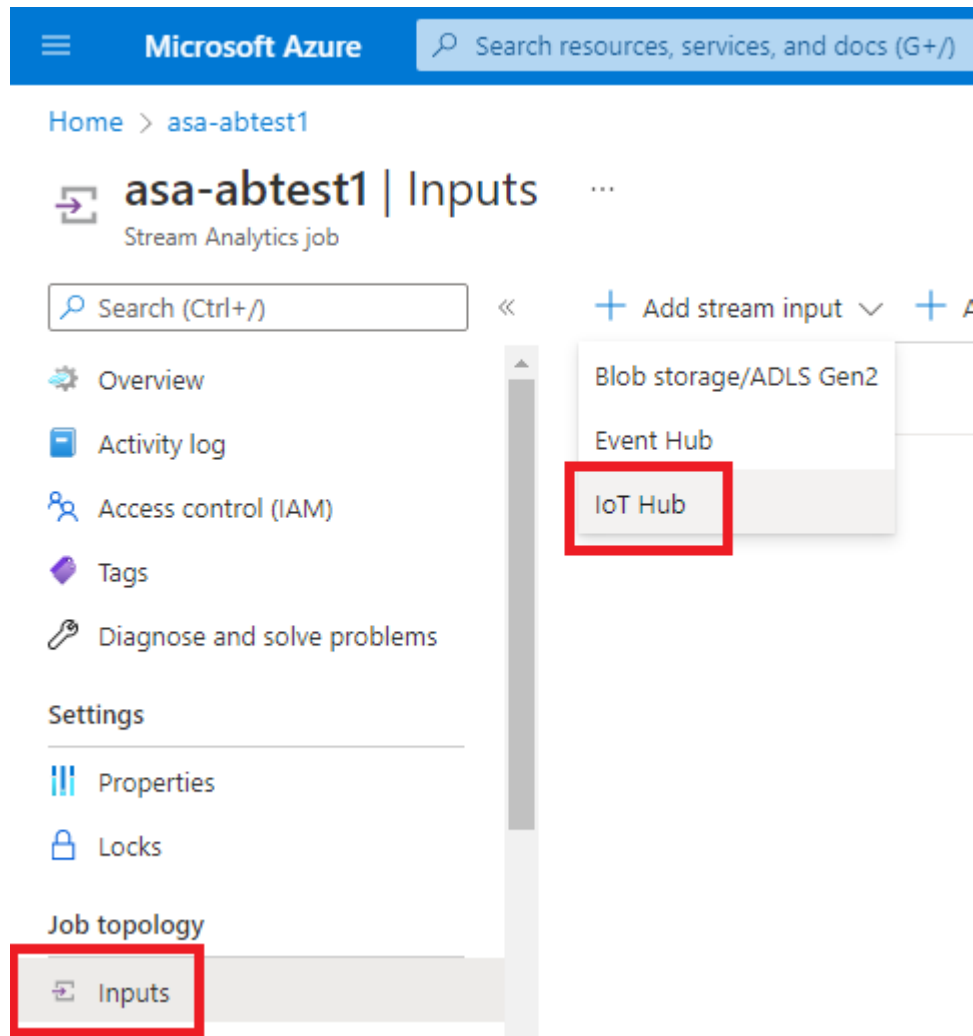 Microsoft Azure
Search resources, services, and docs (G+/)
Home > asa-abtest1
asa-abtest1 | Inputs ...
Stream Analytics job
Search (Ctrl+/)
«
+ Add stream input
+ A
Overview
Activity log
Access control (IAM)
Tags
Diagnose and solve problems
Settings
Properties
Locks
Job topology
Inputs
Blob storage/ADLS Gen2
Event Hub
IoT Hub